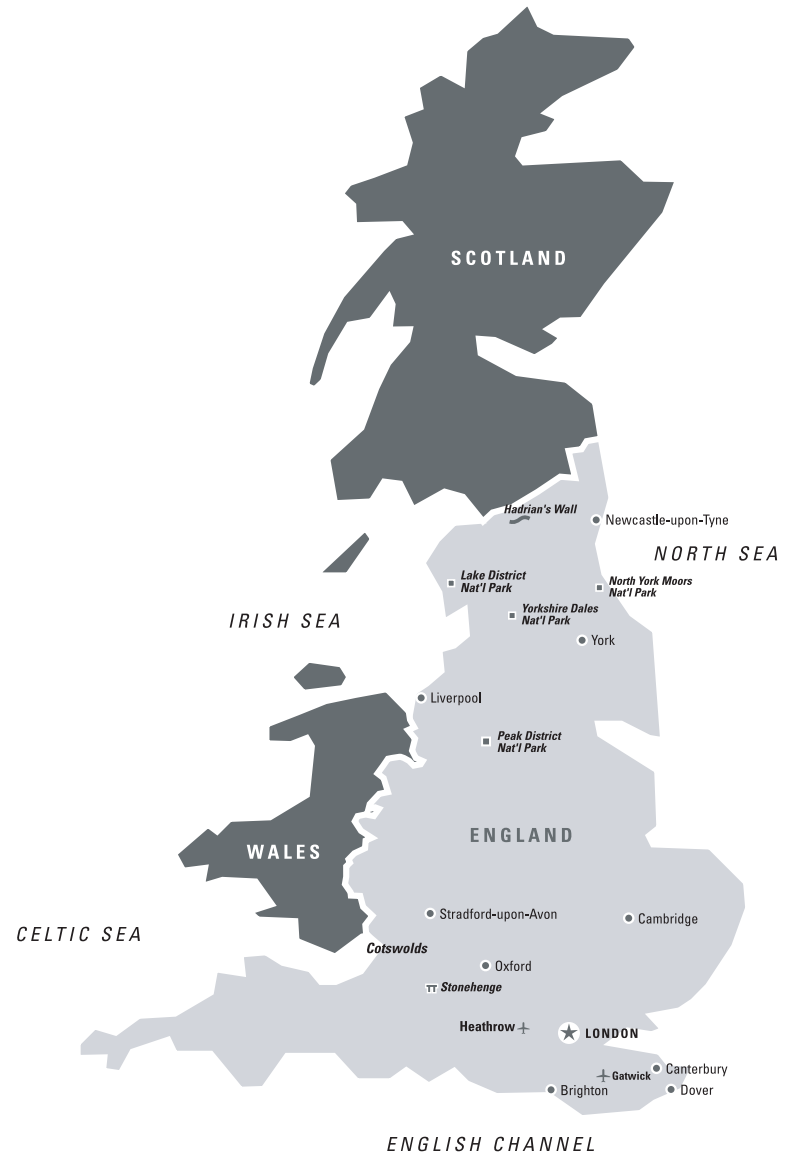 SCOTLAND
Hadrian's Wall
Newcastle-upon-Tyne
NORTH SEA
Lake District
Nat'l Park
North York Moors
Nat'l Park
Yorkshire Dales
Nat'l Park
IRISH SEA
York
Liverpool
Peak District
Nat'l Park
ENGLAND
WALES
Stradford-upon-Avon
Cambridge
CELTIC SEA
Cotswolds
Oxford
Stonehenge
Heathrow
LONDON
Canterbury
Gatwick
Brighton
Dover
ENGLISH CHANNEL